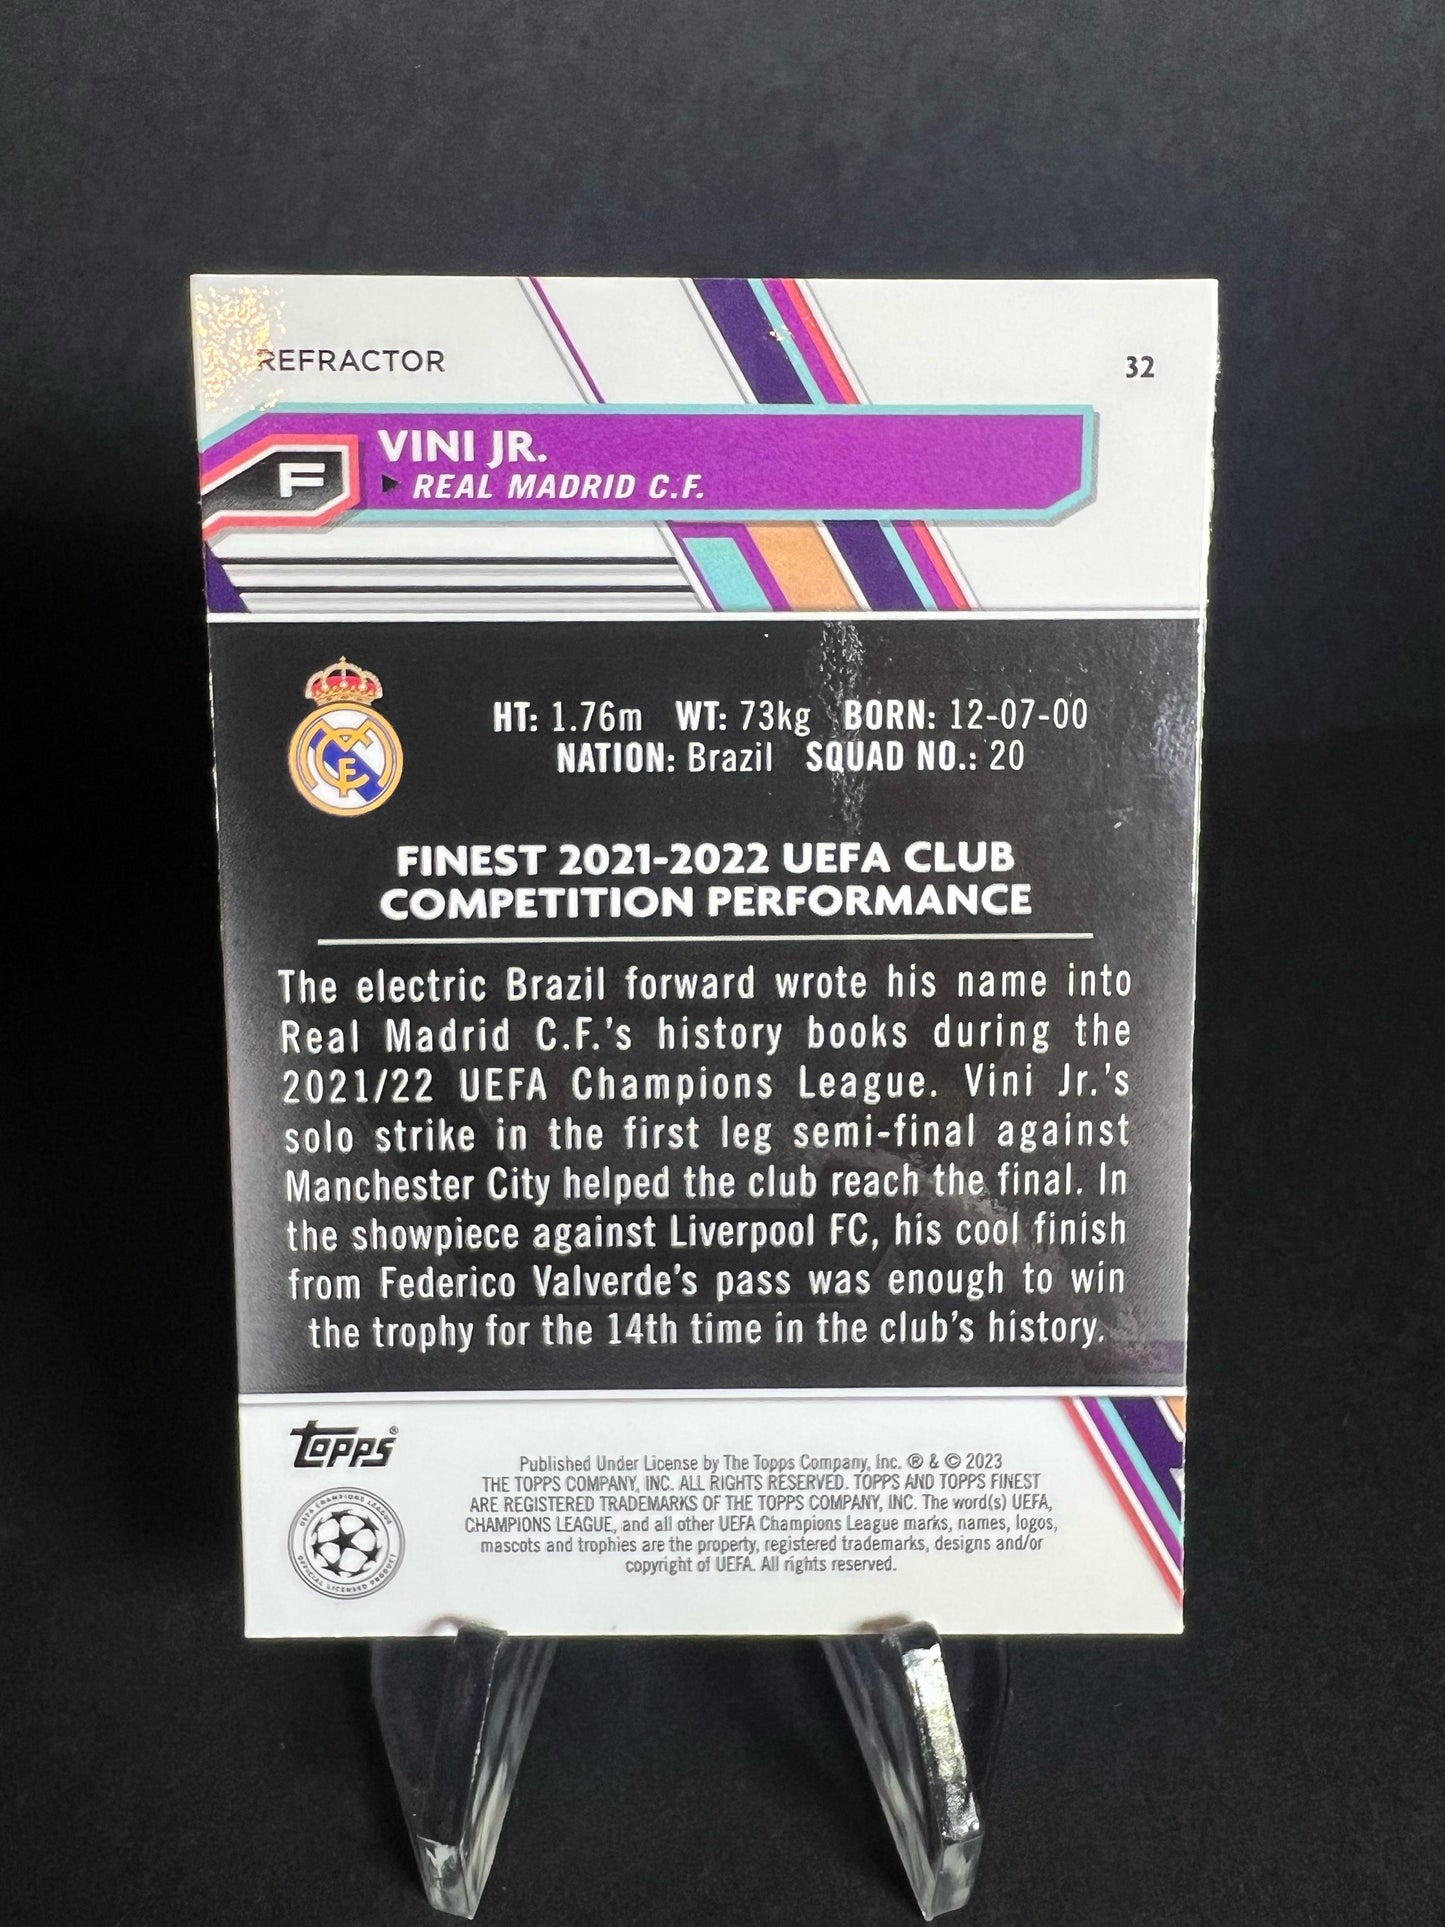 REFRACTOR
32
F
VINI JR.
REAL MADRID C.F.
HT: 1.76m WT: 73kg BORN: 12-07-00
NATION: Brazil SQUAD NO.: 20
FINEST 2021-2022 UEFA CLUB
COMPETITION PERFORMANCE
The electric Brazil forward wrote his name into
Real Madrid C.F.'s history books during the
2021/22 UEFA Champions League. Vini Jr.'s
solo strike in the first leg semi-final against
Manchester City helped the club reach the final. In
the showpiece against Liverpool FC, his cool finish
from Federico Valverde's pass was enough to win
the trophy for the 14th time in the club's history.
Topps®
Published Under License by The Topps Company, Inc. ® & © 2023
THE TOPPS COMPANY, INC. ALL RIGHTS RESERVED. TOPPS AND TOPPS FINEST
ARE REGISTERED TRADEMARKS OF THE TOPPS COMPANY, INC. The word(s) UEFA,
CHAMPIONS LEAGUE, and all other UEFA Champions League marks, names, logos,
mascots and trophies are the property, registered trademarks, designs and/or
copyright of UEFA. All rights reserved.
UEFA CHAMPIONS LEAGUE
OFFICIAL LICENSED PRODUCT